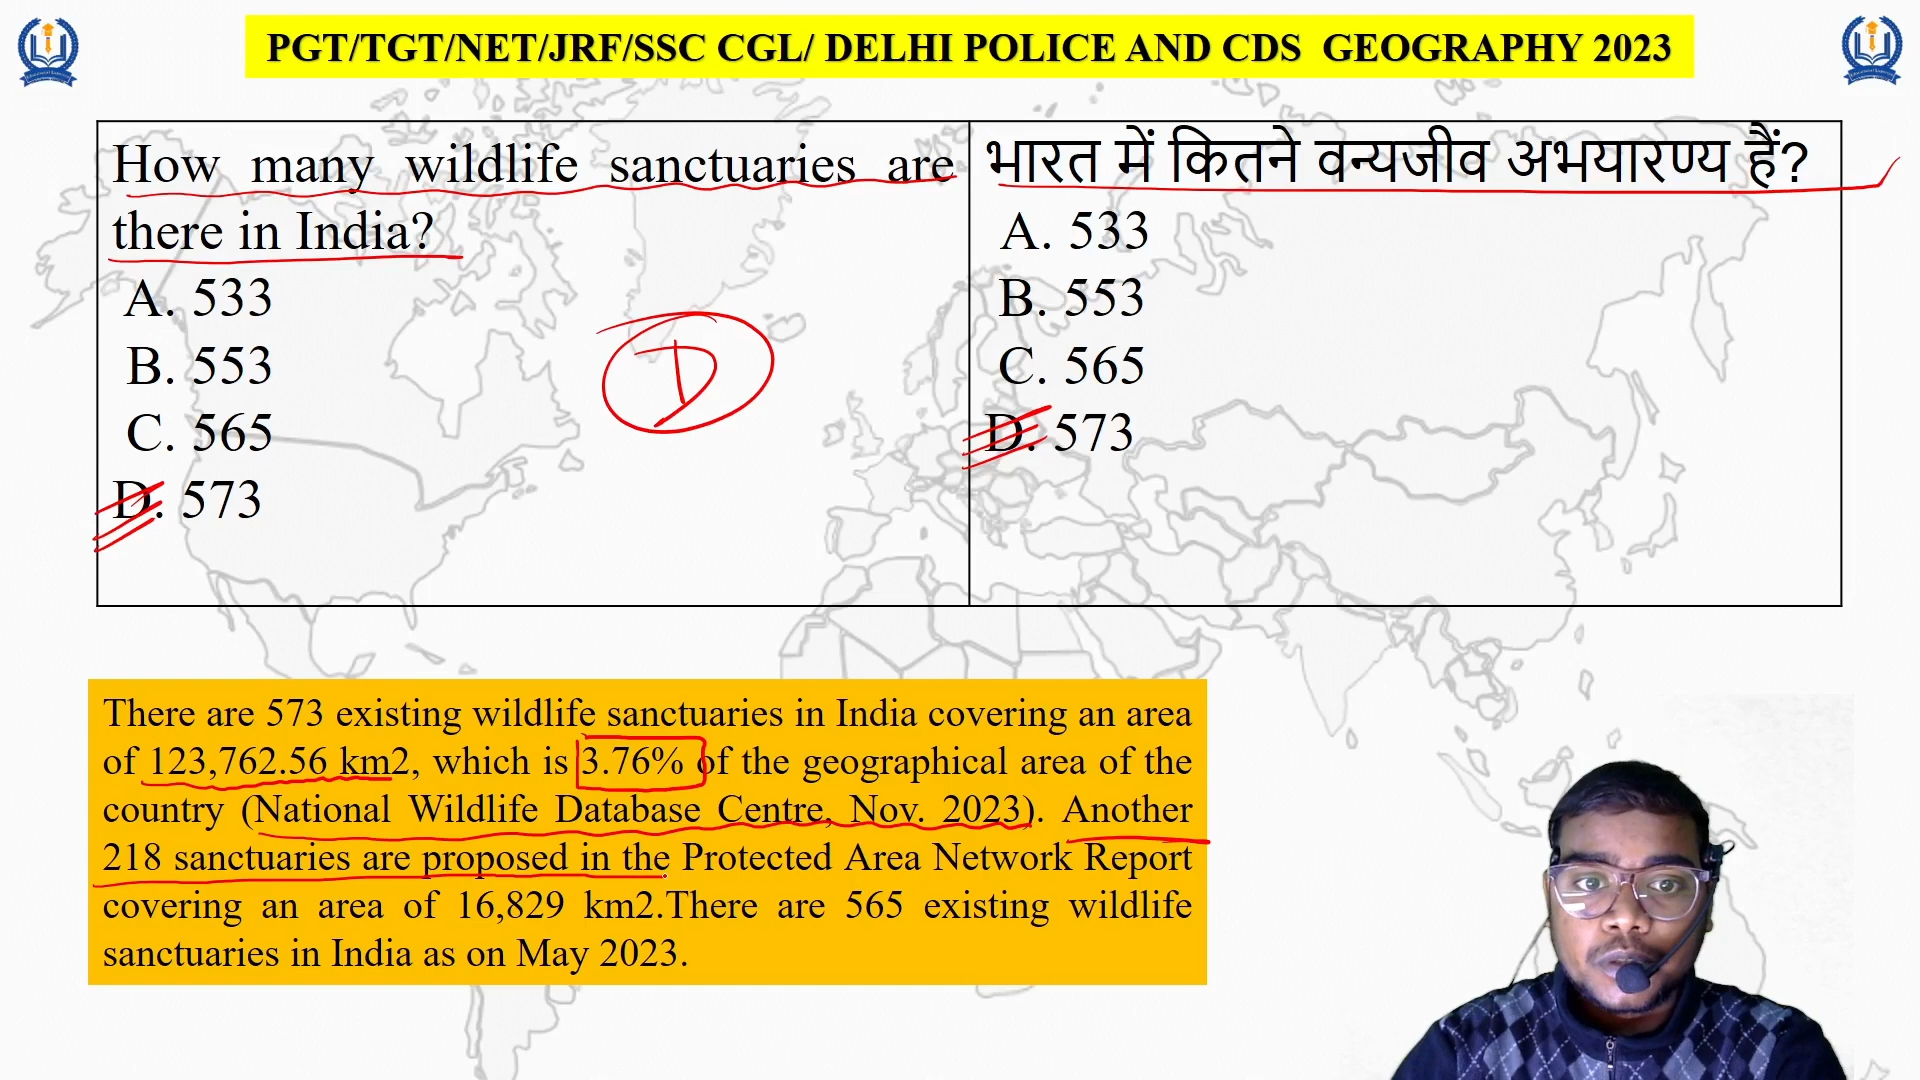 PGT/TGT/NET/JRF/SSC CGL/ DELHI POLICE AND CDS GEOGRAPHY 2023
How many wildlife sanctuaries are
there in India?
A. 533
B. 553
C. 565
D. 573
D
भारत में कितने वन्यजीव अभयारण्य हैं?
A. 533
B. 553
C. 565
D. 573
There are 573 existing wildlife sanctuaries in India covering an area
of 123,762.56 km2, which is 3.76% of the geographical area of the
country (National Wildlife Database Centre, Nov. 2023). Another
218 sanctuaries are proposed in the Protected Area Network Report
covering an area of 16,829 km2.There are 565 existing wildlife
sanctuaries in India as on May 2023.